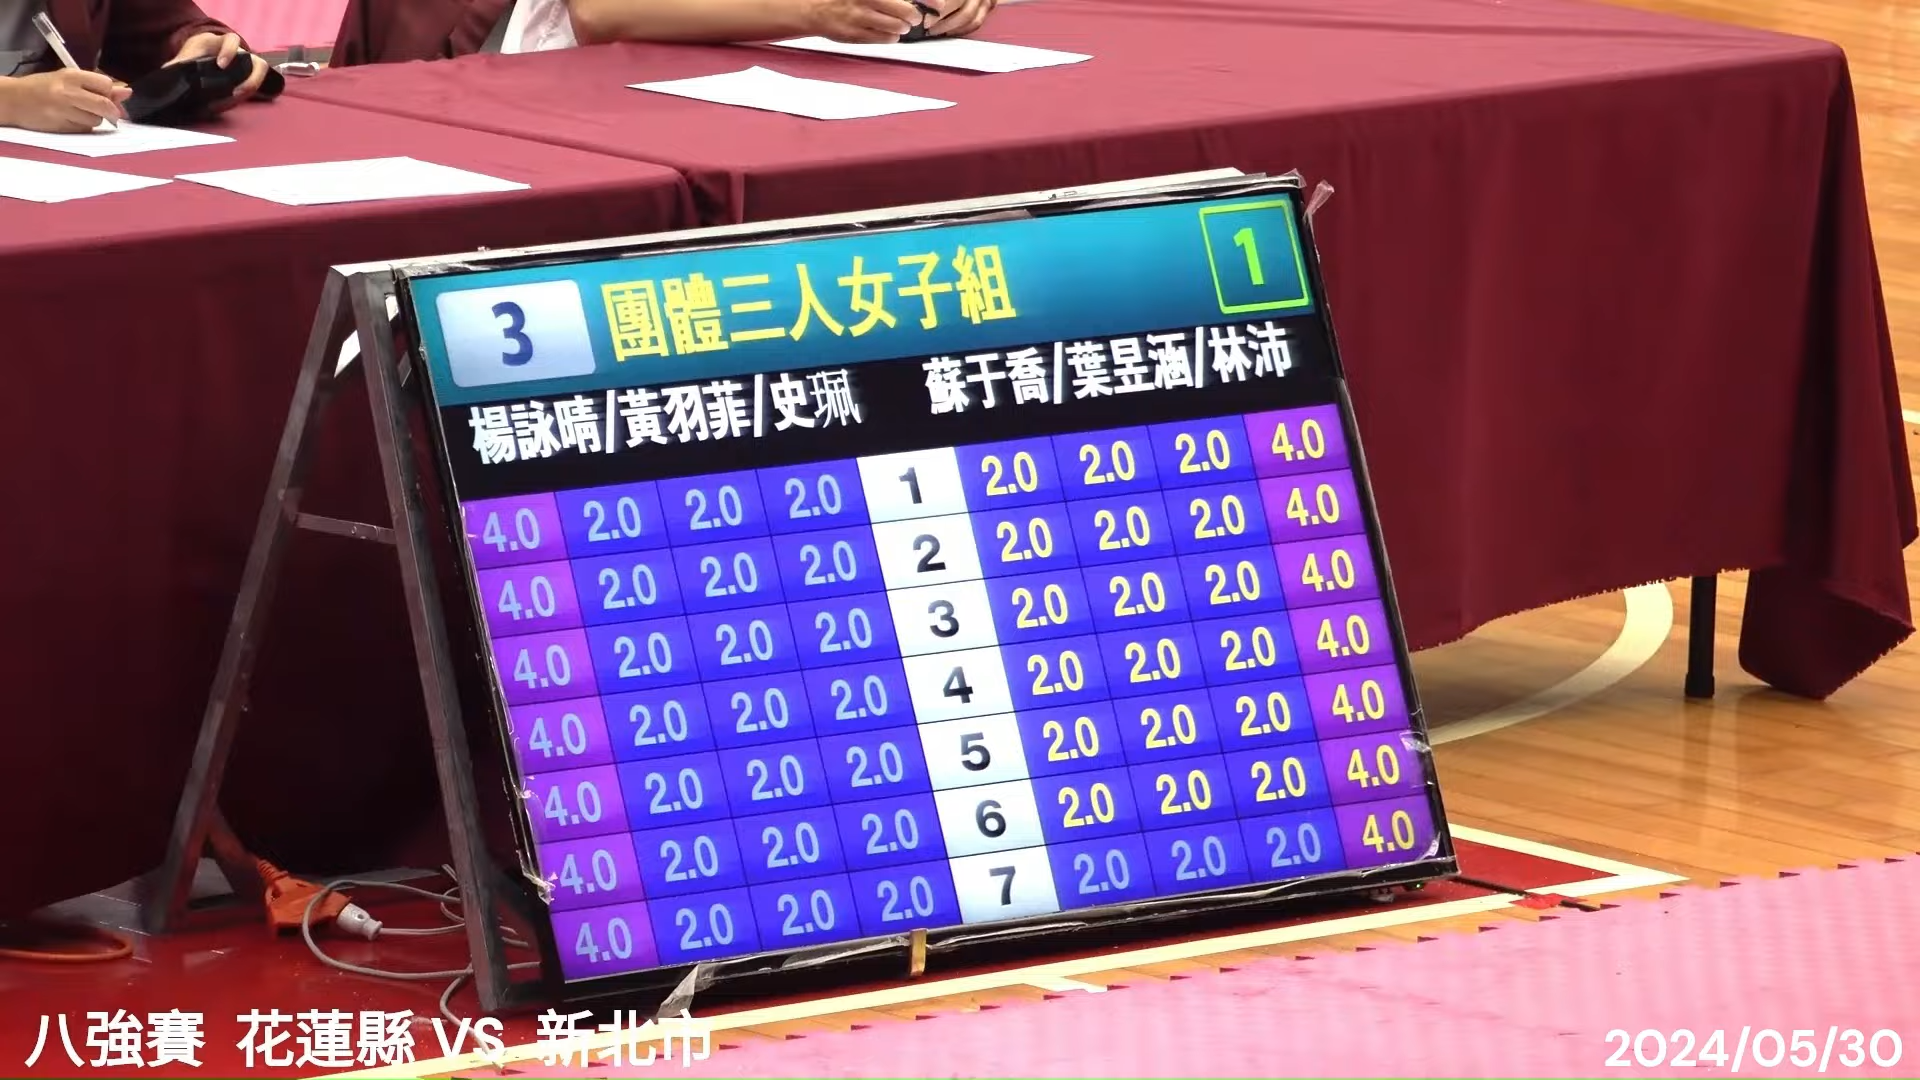 3 團體三人女子組 1
楊詠晴/黃羽菲/史珮 蘇于喬/葉昱涵/林沛
4.0 2.0 2.0 2.0 1 2.0 2.0 2.0 4.0
4.0 2.0 2.0 2.0 2 2.0 2.0 2.0 4.0
4.0 2.0 2.0 2.0 3 2.0 2.0 2.0 4.0
4.0 2.0 2.0 2.0 4 2.0 2.0 2.0 4.0
4.0 2.0 2.0 2.0 5 2.0 2.0 2.0 4.0
4.0 2.0 2.0 2.0 6 2.0 2.0 2.0 4.0
4.0 2.0 2.0 2.0 7 2.0 2.0 2.0 4.0
八強賽 花蓮縣 VS 新北市
2024/05/30